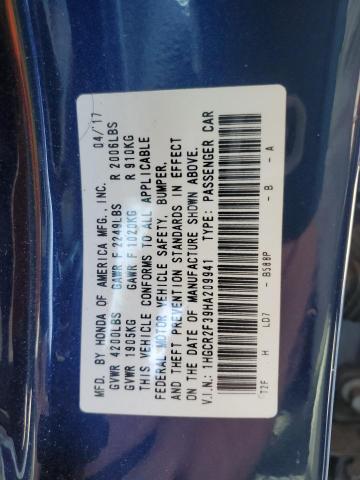 MFD. BY HONDA OF AMERICA MFG., INC. 04/17
GVWR 4200LBS GAWR F 2249LBS R 2006LBS
GVWR 1905KG GAWR F 1020KG R 910KG
THIS VEHICLE CONFORMS TO ALL APPLICABLE
FEDERAL MOTOR VEHICLE SAFETY, BUMPER,
AND THEFT PREVENTION STANDARDS IN EFFECT
ON THE DATE OF MANUFACTURE SHOWN ABOVE.
V.I.N.: 1HGCR2F39HA209941 TYPE: PASSENGER CAR
T2F H LD7 - B588P - B - A